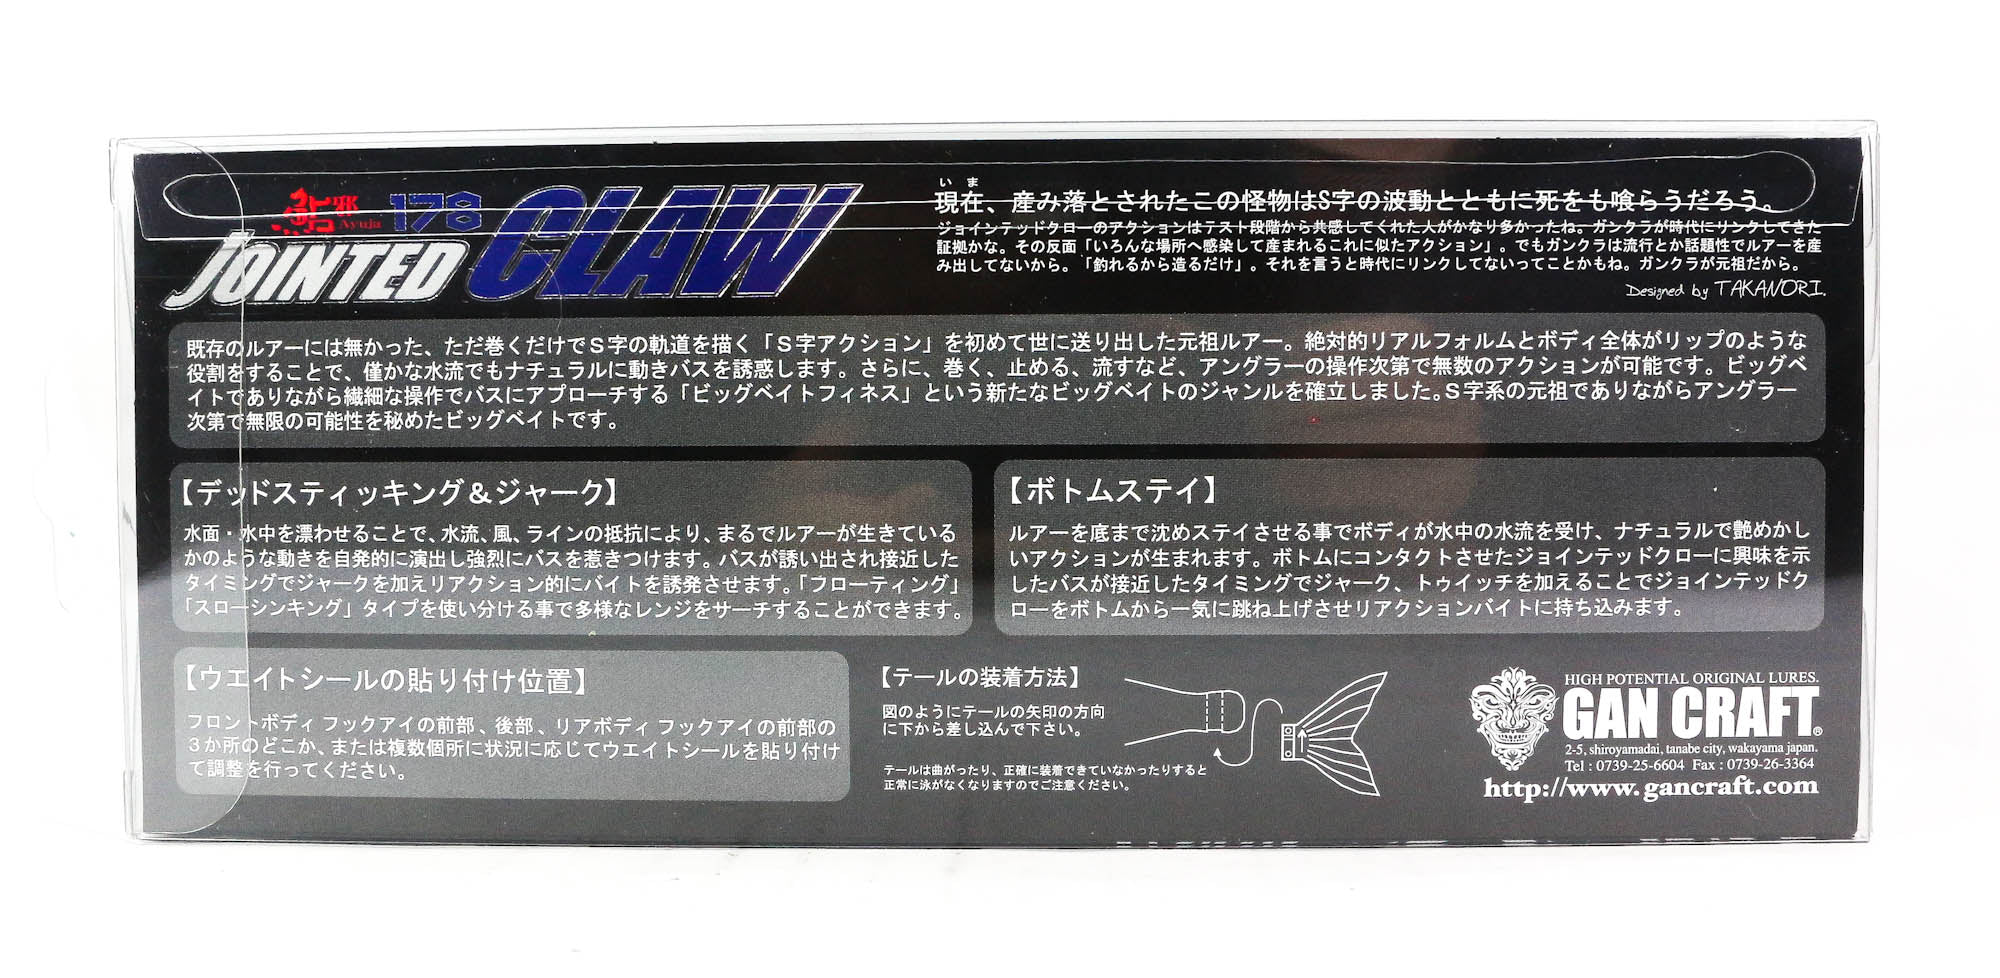 鮎邪 Ayuja 178
JOINTED CLAW
いま
現在、産み落とされたこの怪物はS字の波動とともに死をも喰らうだろう。
ジョインテッドクローのアクションはテスト段階から共感してくれた人がかなり多かったね。ガンクラが時代にリンクしてきた
証拠かな。その反面「いろんな場所へ感染して産まれるこれに似たアクション」。でもガンクラは流行とか話題性でルアーを産
み出してないから。「釣れるから造るだけ」。それを言うと時代にリンクしてないってことかもね。ガンクラが元祖だから。
Designed by TAKANORI.
既存のルアーには無かった、ただ巻くだけでS字の軌道を描く「S字アクション」を初めて世に送り出した元祖ルアー。絶対的リアルフォルムとボディ全体がリップのような
役割をすることで、僅かな水流でもナチュラルに動きバスを誘惑します。さらに、巻く、止める、流すなど、アングラーの操作次第で無数のアクションが可能です。ビッグベ
イトでありながら繊細な操作でバスにアプローチする「ビッグベイトフィネス」という新たなビッグベイトのジャンルを確立しました。S字系の元祖でありながらアングラー
次第で無限の可能性を秘めたビッグベイトです。
【デッドスティッキング&ジャーク】
水面・水中を漂わせることで、水流、風、ラインの抵抗により、まるでルアーが生きている
かのような動きを自発的に演出し強烈にバスを惹きつけます。バスが誘い出され接近した
タイミングでジャークを加えリアクション的にバイトを誘発させます。「フローティング」
「スローシンキング」タイプを使い分ける事で多様なレンジをサーチすることができます。
【ボトムステイ】
ルアーを底まで沈めステイさせる事でボディが水中の水流を受け、ナチュラルで艶めかし
いアクションが生まれます。ボトムにコンタクトさせたジョインテッドクローに興味を示
したバスが接近したタイミングでジャーク、トゥイッチを加えることでジョインテッドク
ローをボトムから一気に跳ね上げさせリアクションバイトに持ち込みます。
【ウエイトシールの貼り付け位置】
フロントボディ フックアイの前部、後部、リアボディ フックアイの前部の
3か所のどこか、または複数個所に状況に応じてウエイトシールを貼り付け
て調整を行ってください。
【テールの装着方法】
図のようにテールの矢印の方向
に下から差し込んで下さい。
テールは曲がったり、正確に装着できていなかったりすると
正常に泳がなくなりますのでご注意ください。
HIGH POTENTIAL ORIGINAL LURES.
GAN CRAFT®
2-5, shiroyamadai, tanabe city, wakayama japan.
Tel : 0739-25-6604 Fax : 0739-26-3364
http://www.gancraft.com